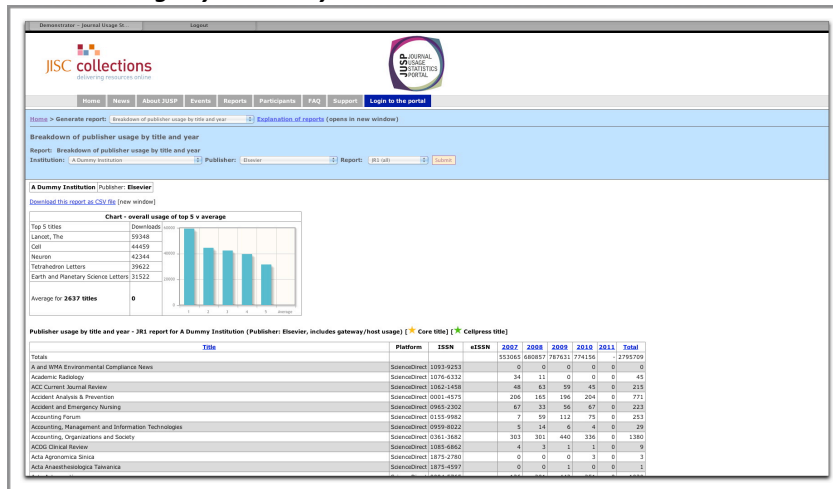 Demonstrator – Journal Usage St... Logout
JISC collections
delivering resources online
JUSP JOURNAL USAGE STATISTICS PORTAL
Home News About JUSP Events Reports Participants FAQ Support Login to the portal
Home > Generate report: Breakdown of publisher usage by title and year Explanation of reports (opens in new window)
Breakdown of publisher usage by title and year
Report: Breakdown of publisher usage by title and year
Institution: A Dummy Institution Publisher: Elsevier Report: JR1 (all) Submit
A Dummy Institution Publisher: Elsevier
Download this report as CSV file [new window]
Chart - overall usage of top 5 v average
Top 5 titles Downloads
Lancet, The 59348
Cell 44459
Neuron 42344
Tetrahedron Letters 39622
Earth and Planetary Science Letters 31522
Average for 2637 titles 0
1 2 3 4 5 average
Publisher usage by title and year - JR1 report for A Dummy Institution (Publisher: Elsevier, includes gateway/host usage) [ Core title] [ Cellpress title]
Title Platform ISSN eISSN 2007 2008 2009 2010 2011 Total
Totals 553065 680857 787631 774156 - 2795709
A and WMA Environmental Compliance News ScienceDirect 1093-9253 0 0 0 0 0 0
Academic Radiology ScienceDirect 1076-6332 34 11 0 0 0 45
ACC Current Journal Review ScienceDirect 1062-1458 48 63 59 45 0 215
Accident Analysis & Prevention ScienceDirect 0001-4575 206 165 196 204 0 771
Accident and Emergency Nursing ScienceDirect 0965-2302 67 33 56 67 0 223
Accounting Forum ScienceDirect 0155-9982 7 59 112 75 0 253
Accounting, Management and Information Technologies ScienceDirect 0959-8022 5 14 6 4 0 29
Accounting, Organizations and Society ScienceDirect 0361-3682 303 301 440 336 0 1380
ACOG Clinical Review ScienceDirect 1085-6862 4 3 1 1 0 9
Acta Agronomica Sinica ScienceDirect 1875-2780 0 0 0 3 0 3
Acta Anaesthesiologica Taiwanica ScienceDirect 1875-4597 0 0 1 0 0 1